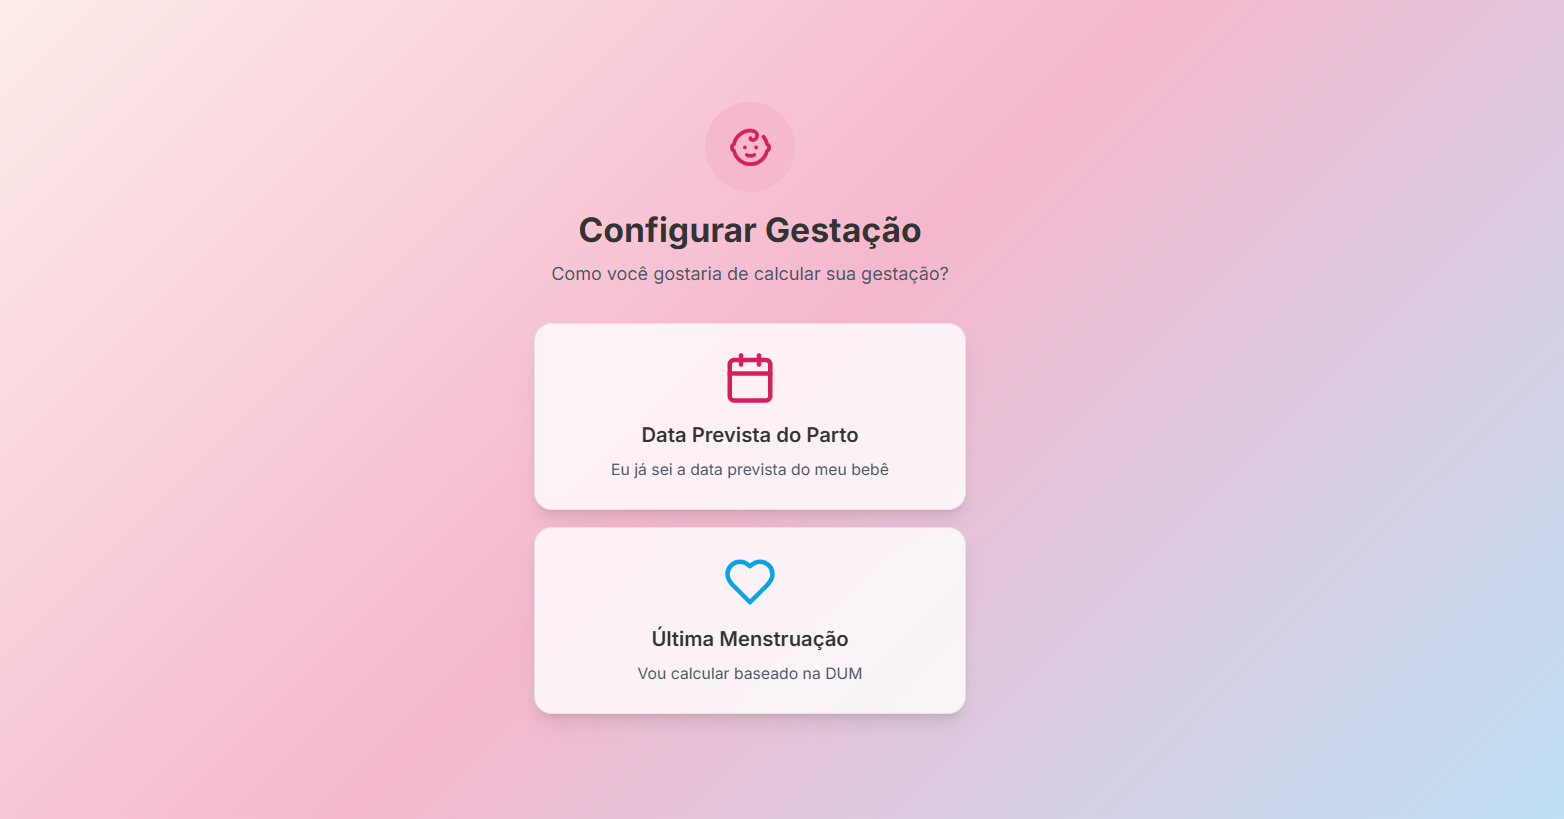 Configurar Gestação
Como você gostaria de calcular sua gestação?
Data Prevista do Parto
Eu já sei a data prevista do meu bebê
Última Menstruação
Vou calcular baseado na DUM